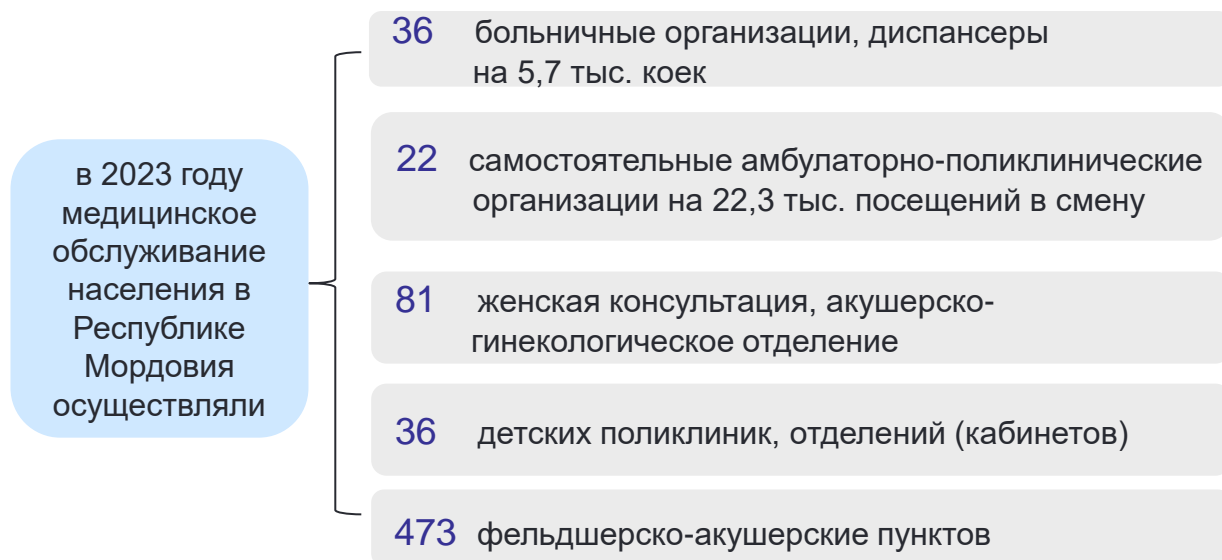 в 2023 году
медицинское
обслуживание
населения в
Республике
Мордовия
осуществляли
36 больничные организации, диспансеры
на 5,7 тыс. коек
22 самостоятельные амбулаторно-поликлинические
организации на 22,3 тыс. посещений в смену
81 женская консультация, акушерско-
гинекологическое отделение
36 детских поликлиник, отделений (кабинетов)
473 фельдшерско-акушерские пунктов